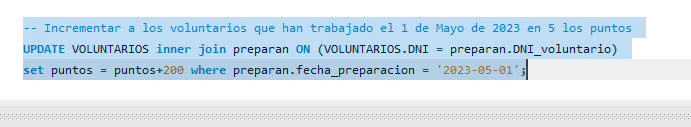 -- Incrementar a los voluntarios que han trabajado el 1 de Mayo de 2023 en 5 los puntos
UPDATE VOLUNTARIOS inner join preparan ON (VOLUNTARIOS.DNI = preparan.DNI_voluntario)
set puntos = puntos+200 where preparan.fecha_preparacion = '2023-05-01';